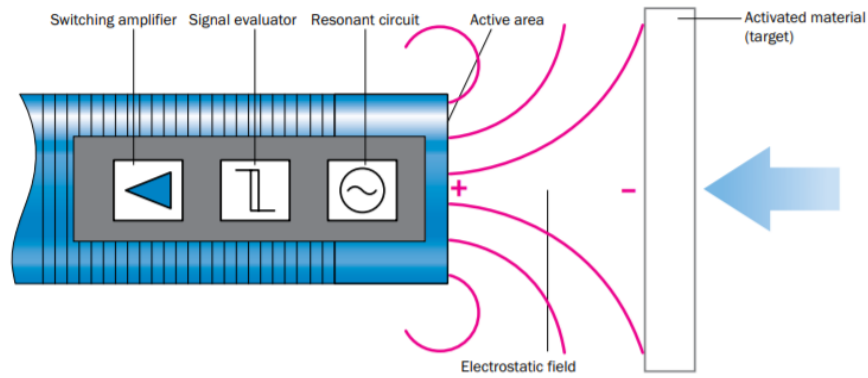 Switching amplifier
Signal evaluator
Resonant circuit
Active area
Activated material
(target)
+
-
Electrostatic field